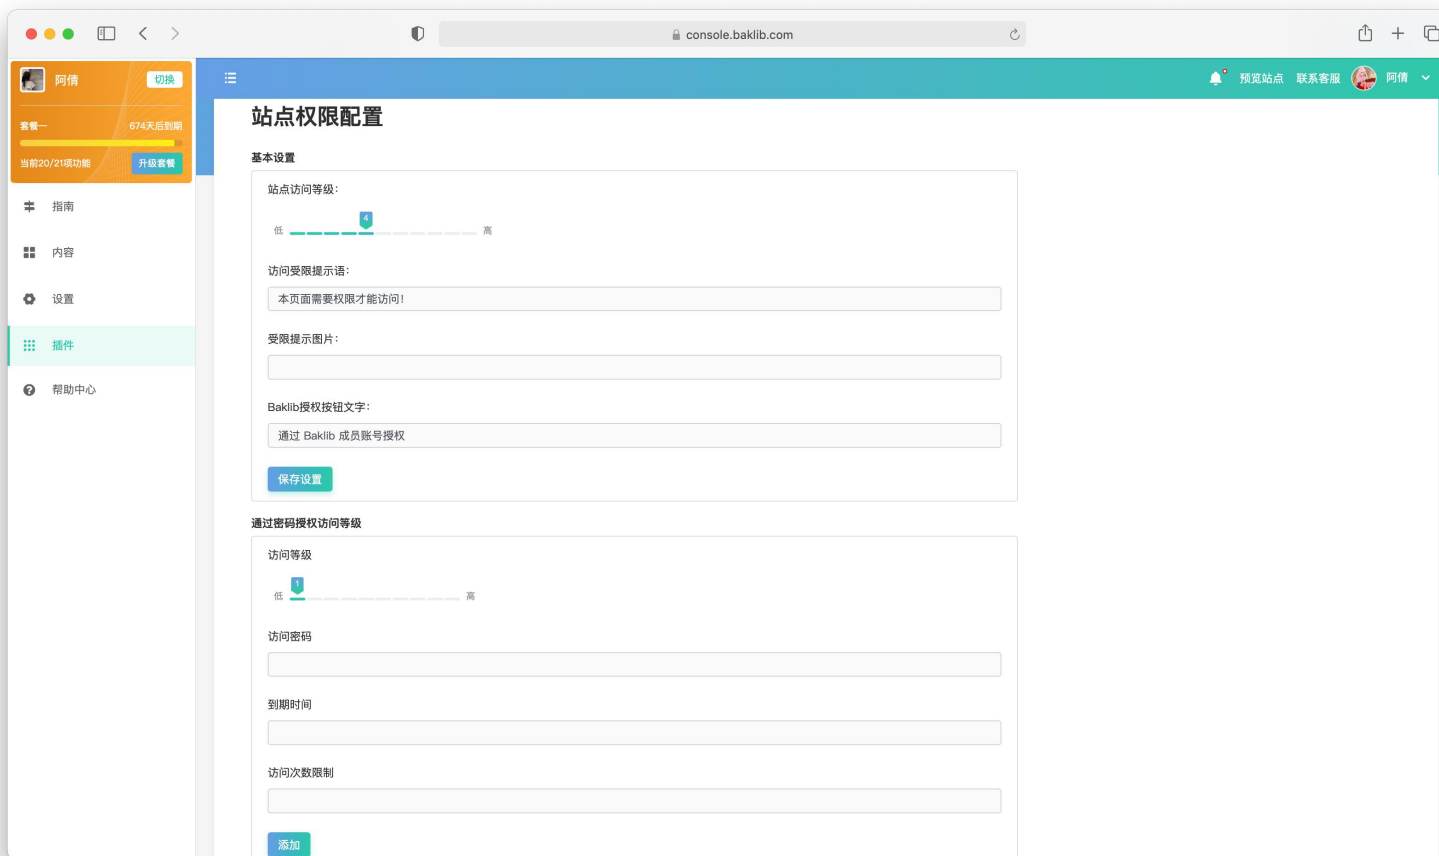 console.baklib.com
阿倩
切换
套餐一
674天后到期
当前20/21项功能
升级套餐
指南
内容
设置
插件
帮助中心
预览站点
联系客服
阿倩
站点权限配置
基本设置
站点访问等级：
4
低
高
访问受限提示语：
本页面需要权限才能访问！
受限提示图片：
Baklib授权按钮文字：
通过 Baklib 成员账号授权
保存设置
通过密码授权访问等级
访问等级
1
低
高
访问密码
到期时间
访问次数限制
添加